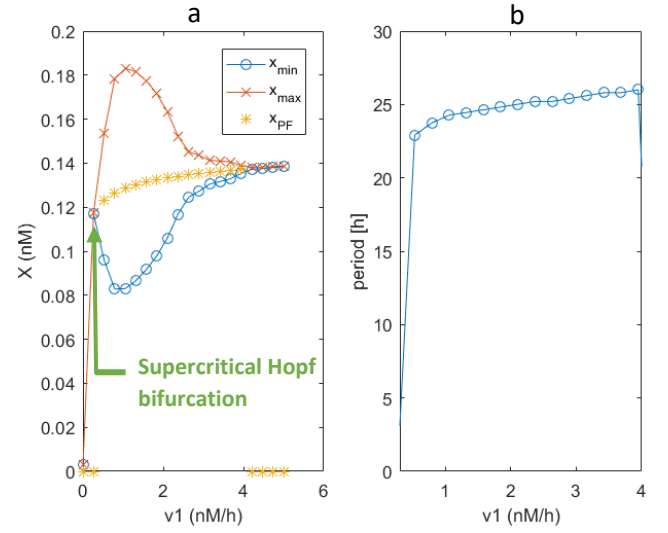 a
0.2
0.18
0.16
0.14
0.12
0.1
0.08
0.06
0.04
0.02
0
X (nM)
0 2 4 6
v1 (nM/h)
x_min
x_max
x_PF
Supercritical Hopf
bifurcation
b
30
25
20
15
10
5
0
period [h]
1 2 3 4
v1 (nM/h)